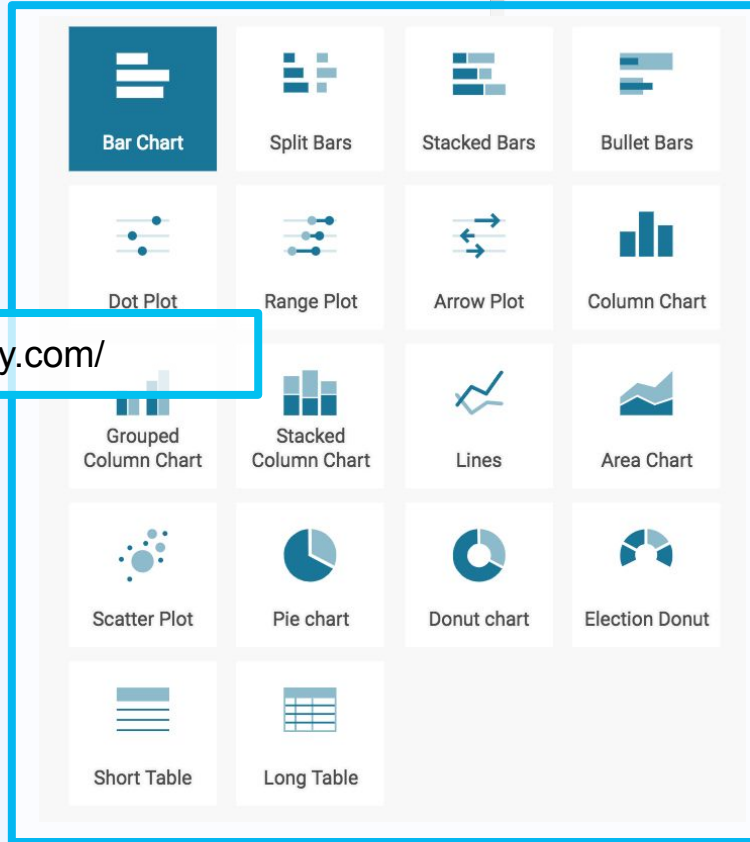 Bar Chart
Split Bars
Stacked Bars
Bullet Bars
Dot Plot
Range Plot
Arrow Plot
Column Chart
y.com/
Grouped
Column Chart
Stacked
Column Chart
Lines
Area Chart
Scatter Plot
Pie chart
Donut chart
Election Donut
Short Table
Long Table